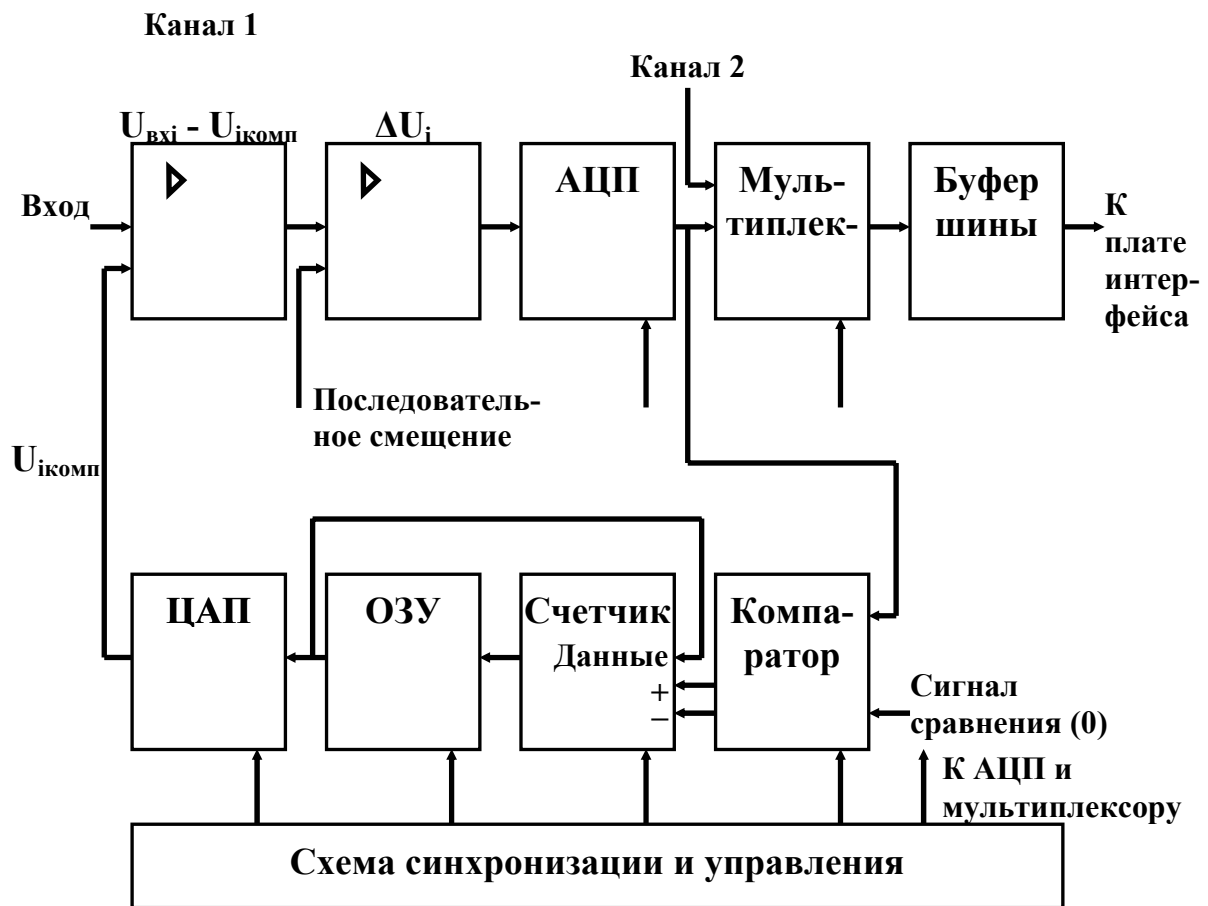 Канал 1
Канал 2
Uвхi - Uiкомп
ΔUi
Вход
АЦП
Муль-
типлек-
Буфер
шины
К
плате
интер-
фейса
Последователь-
ное смещение
Uiкомп
ЦАП
ОЗУ
Счетчик
Данные
+
−
Компа-
ратор
Сигнал
сравнения (0)
К АЦП и
мультиплексору
Схема синхронизации и управления